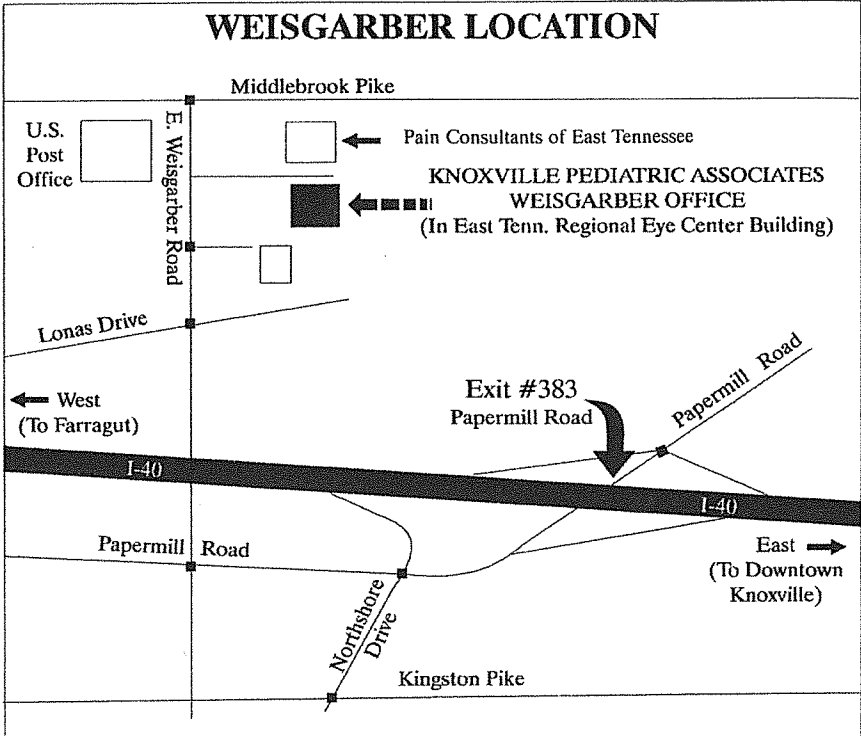 WEISGARBER LOCATION
Middlebrook Pike
U.S.
Post
Office
E. Weisgarber Road
Pain Consultants of East Tennessee
KNOXVILLE PEDIATRIC ASSOCIATES
WEISGARBER OFFICE
(In East Tenn. Regional Eye Center Building)
Lonas Drive
West
(To Farragut)
Exit #383
Papermill Road
Papermill Road
I-40
I-40
Papermill Road
East
(To Downtown
Knoxville)
Northshore
Drive
Kingston Pike